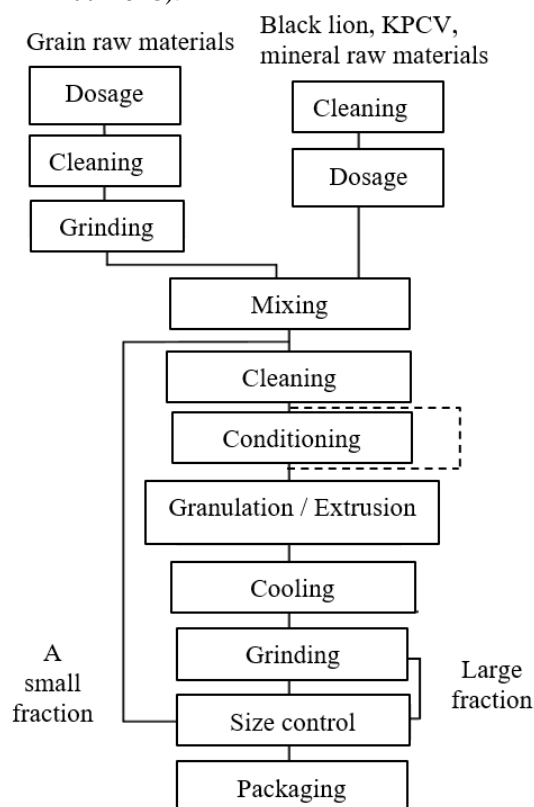 Grain raw materials
Black lion, KPCV,
mineral raw materials
Dosage
Cleaning
Grinding
Cleaning
Dosage
Mixing
Cleaning
Conditioning
Granulation / Extrusion
Cooling
Grinding
Size control
Packaging
A
small
fraction
Large
fraction